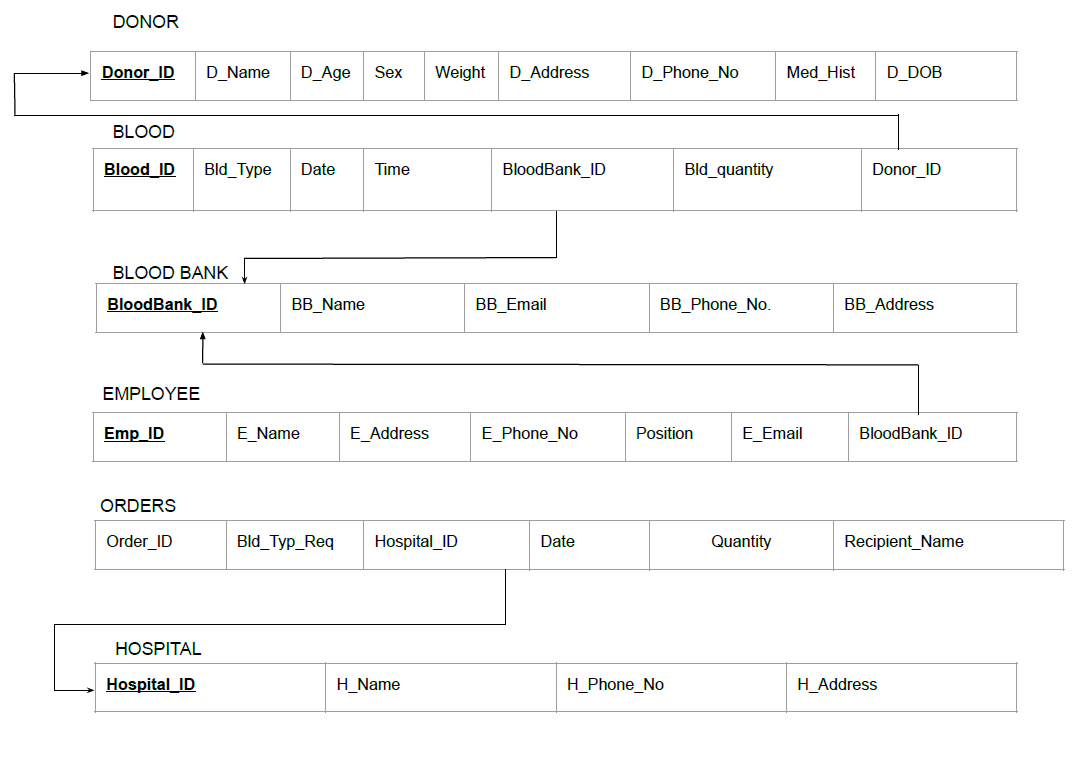 DONOR
Donor_ID D_Name D_Age Sex Weight D_Address D_Phone_No Med_Hist D_DOB
BLOOD
Blood_ID Bld_Type Date Time BloodBank_ID Bld_quantity Donor_ID
BLOOD BANK
BloodBank_ID BB_Name BB_Email BB_Phone_No. BB_Address
EMPLOYEE
Emp_ID E_Name E_Address E_Phone_No Position E_Email BloodBank_ID
ORDERS
Order_ID Bld_Typ_Req Hospital_ID Date Quantity Recipient_Name
HOSPITAL
Hospital_ID H_Name H_Phone_No H_Address